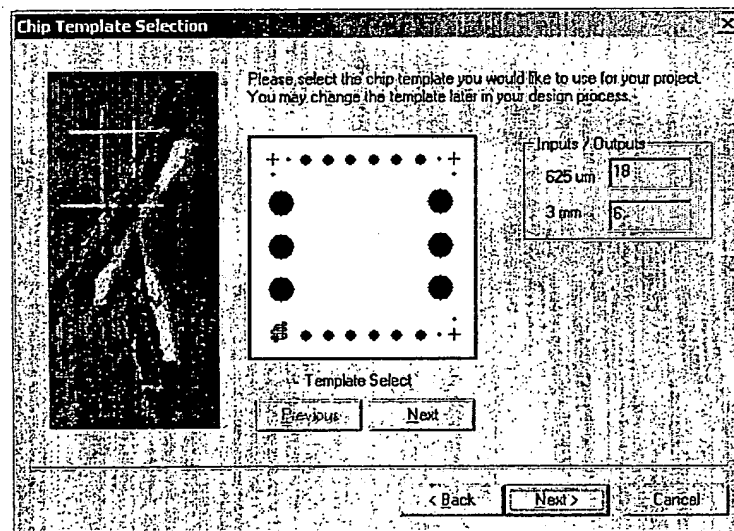 Chip Template Selection
Please select the chip template you would like to use for your project.
You may change the template later in your design process.
Inputs / Outputs
625 um 18
3 mm 6
Template Select
Previous Next
< Back Next > Cancel